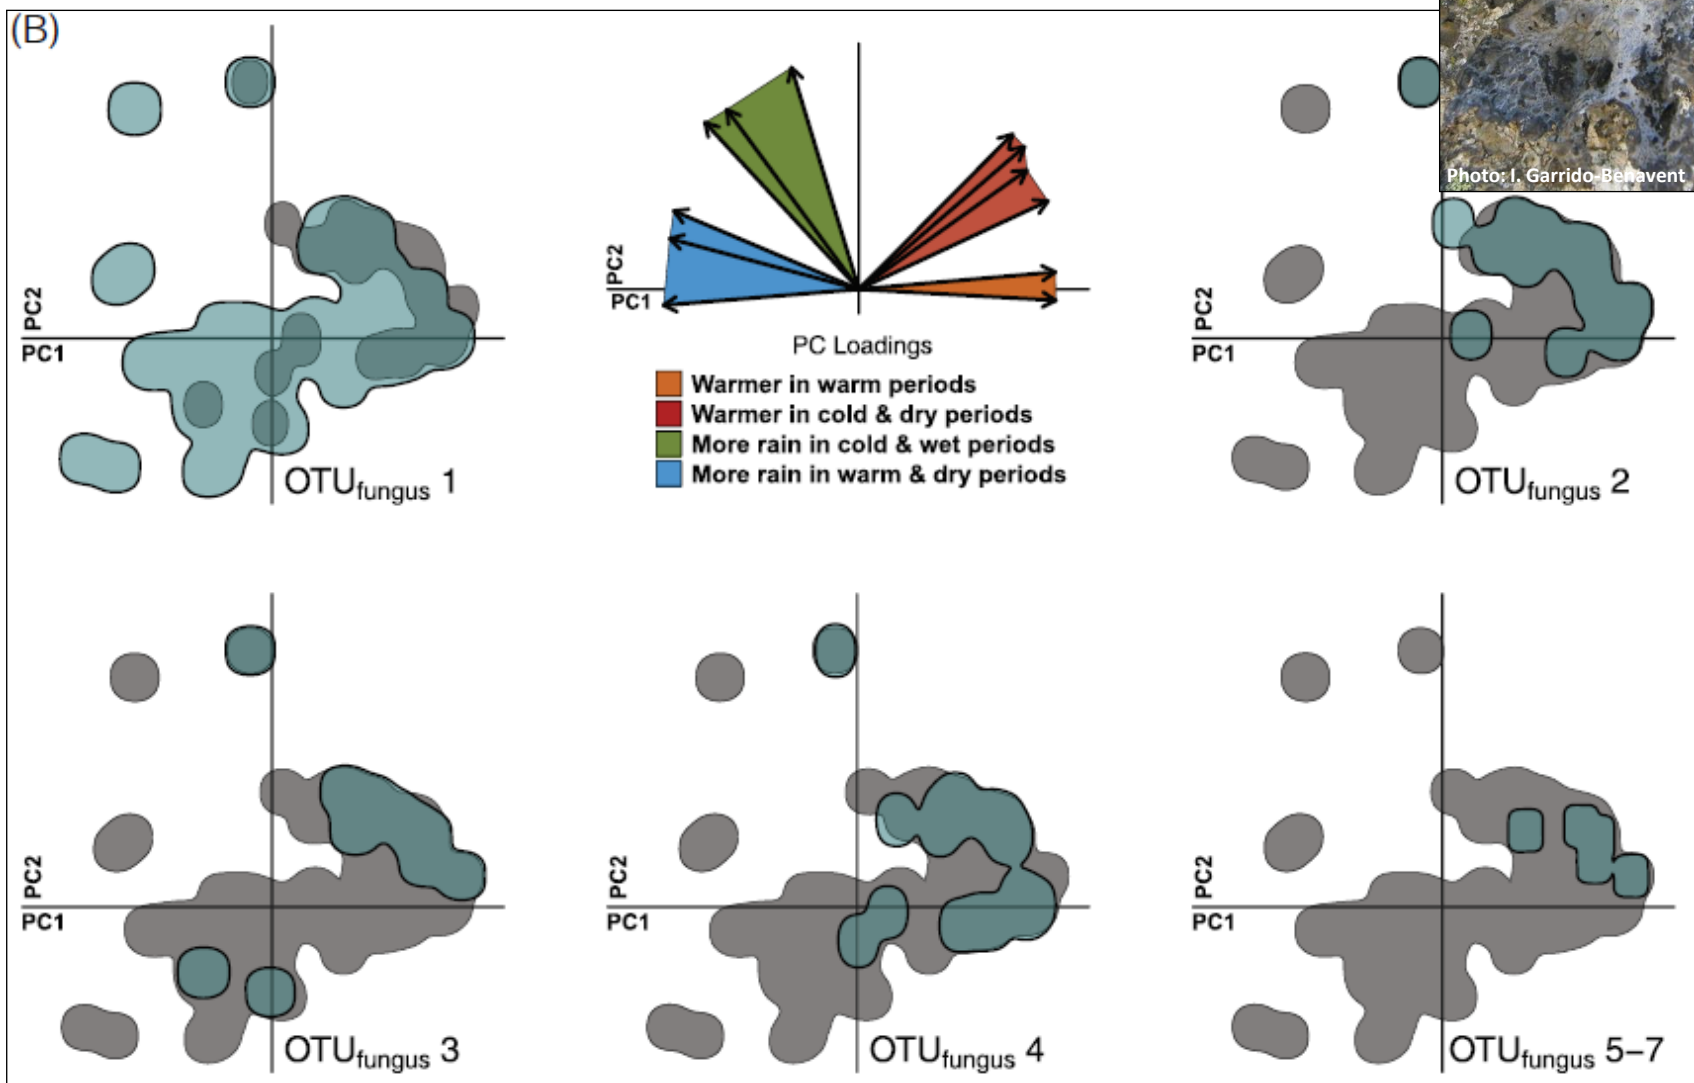 (B)
Photo: I. Garrido-Benavent
PC2
PC1
OTUfungus 1
PC2
PC1
PC Loadings
Warmer in warm periods
Warmer in cold & dry periods
More rain in cold & wet periods
More rain in warm & dry periods
PC2
PC1
OTUfungus 2
PC2
PC1
OTUfungus 3
PC2
PC1
OTUfungus 4
PC2
PC1
OTUfungus 5–7